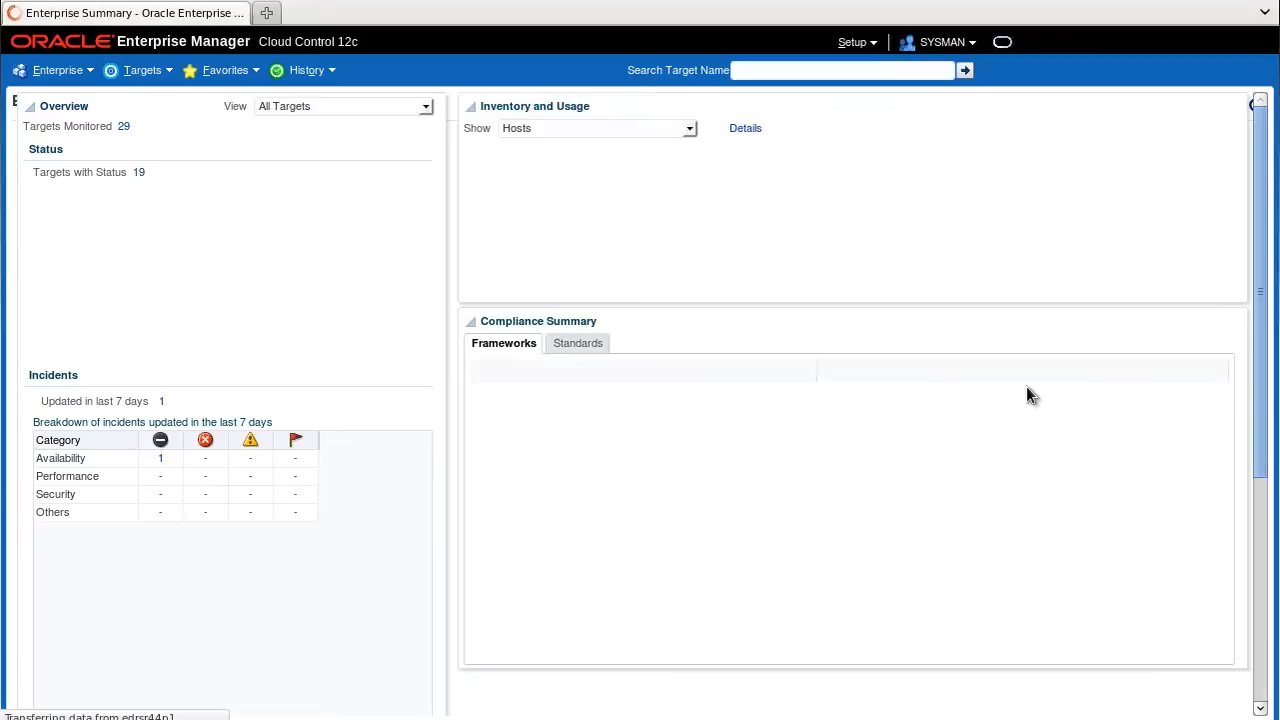 Enterprise Summary - Oracle Enterprise ...
ORACLE Enterprise Manager Cloud Control 12c
Setup
SYSMAN
Enterprise
Targets
Favorites
History
Search Target Name
Overview
View
All Targets
Targets Monitored 29
Status
Targets with Status 19
Incidents
Updated in last 7 days 1
Breakdown of incidents updated in the last 7 days
Category
Availability 1 - - -
Performance - - - -
Security - - - -
Others - - - -
Inventory and Usage
Show
Hosts
Details
Compliance Summary
Frameworks
Standards
Transferring data from edrsr44p1